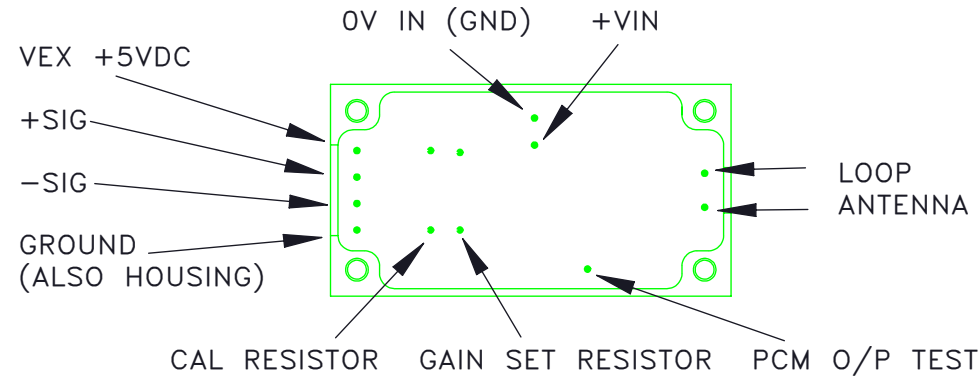 0V IN (GND)
+VIN
VEX +5VDC
+SIG
−SIG
GROUND
(ALSO HOUSING)
LOOP
ANTENNA
CAL RESISTOR
GAIN SET RESISTOR
PCM O/P TEST